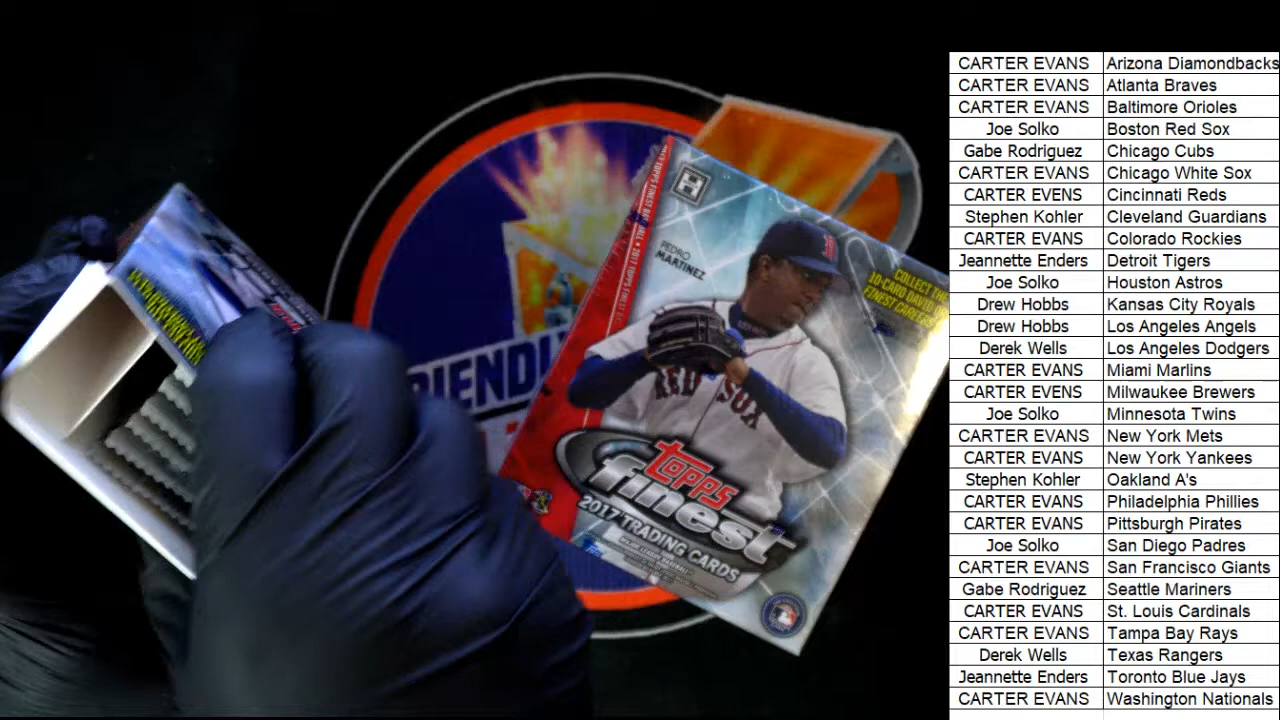 CARTER EVANS Arizona Diamondbacks
CARTER EVANS Atlanta Braves
CARTER EVANS Baltimore Orioles
Joe Solko Boston Red Sox
Gabe Rodriguez Chicago Cubs
CARTER EVANS Chicago White Sox
CARTER EVENS Cincinnati Reds
Stephen Kohler Cleveland Guardians
CARTER EVANS Colorado Rockies
Jeannette Enders Detroit Tigers
Joe Solko Houston Astros
Drew Hobbs Kansas City Royals
Drew Hobbs Los Angeles Angels
Derek Wells Los Angeles Dodgers
CARTER EVANS Miami Marlins
CARTER EVENS Milwaukee Brewers
Joe Solko Minnesota Twins
CARTER EVANS New York Mets
CARTER EVANS New York Yankees
Stephen Kohler Oakland A's
CARTER EVANS Philadelphia Phillies
CARTER EVANS Pittsburgh Pirates
Joe Solko San Diego Padres
CARTER EVANS San Francisco Giants
Gabe Rodriguez Seattle Mariners
CARTER EVANS St. Louis Cardinals
CARTER EVANS Tampa Bay Rays
Derek Wells Texas Rangers
Jeannette Enders Toronto Blue Jays
CARTER EVANS Washington Nationals
H
PEDRO
MARTINEZ
COLLECT THE
10-CARD DAVID
FINEST CAREERS
RED SOX
topps
finest
2017 TRADING CARDS
RIENDL